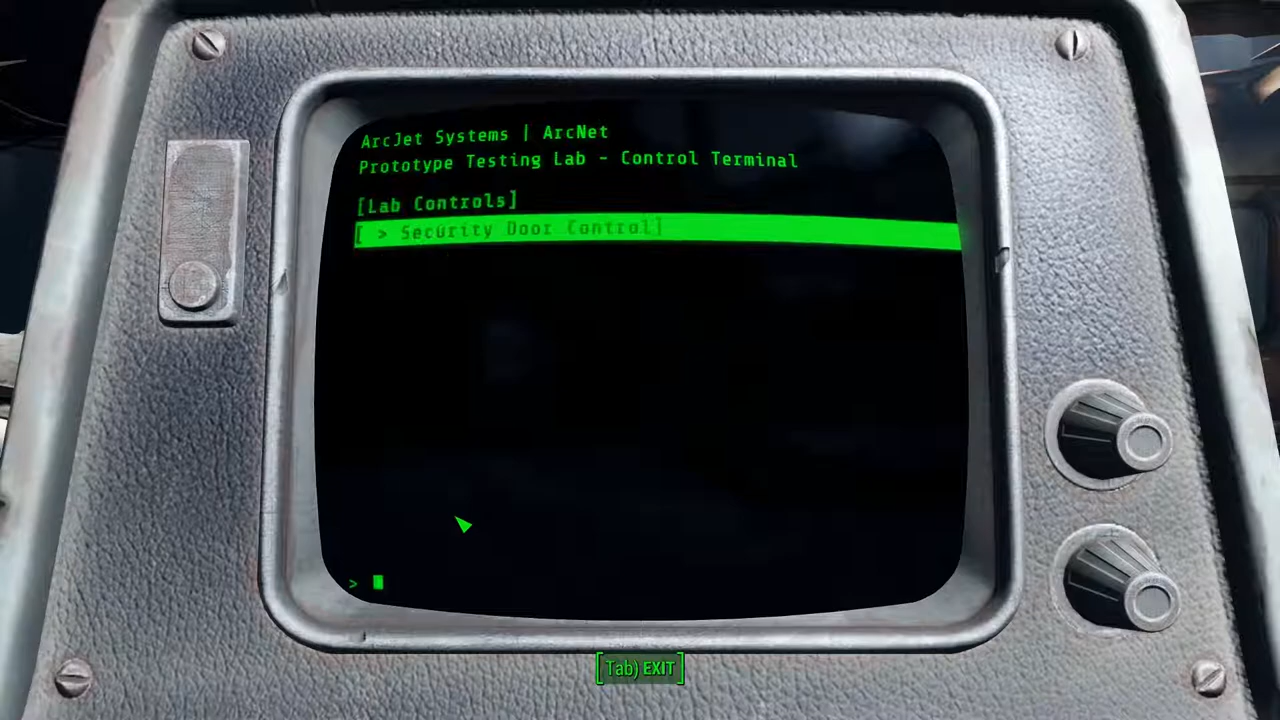 ArcJet Systems | ArcNet
Prototype Testing Lab - Control Terminal
[Lab Controls]
[ > Security Door Control]
>
[Tab) EXIT]